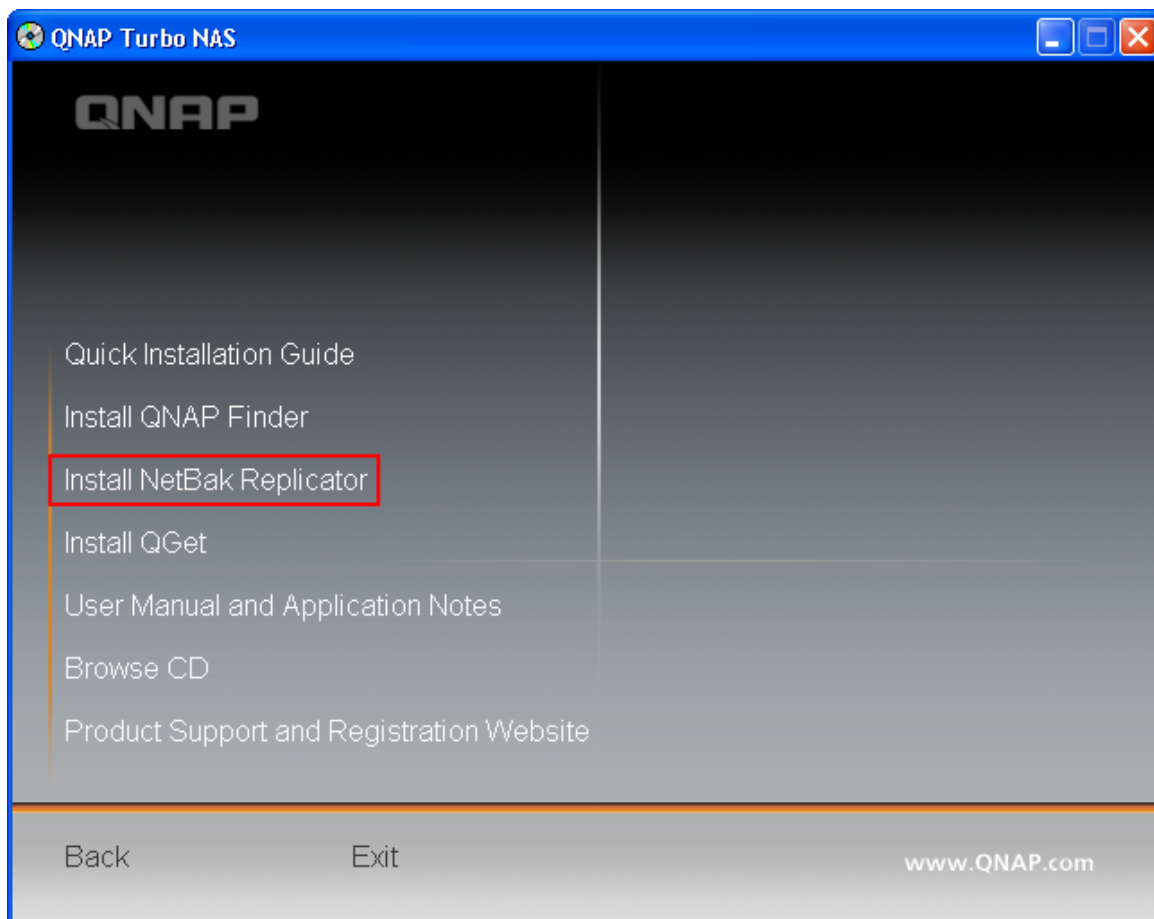 QNAP Turbo NAS
QNAP
Quick Installation Guide
Install QNAP Finder
Install NetBak Replicator
Install QGet
User Manual and Application Notes
Browse CD
Product Support and Registration Website
Back Exit www.QNAP.com